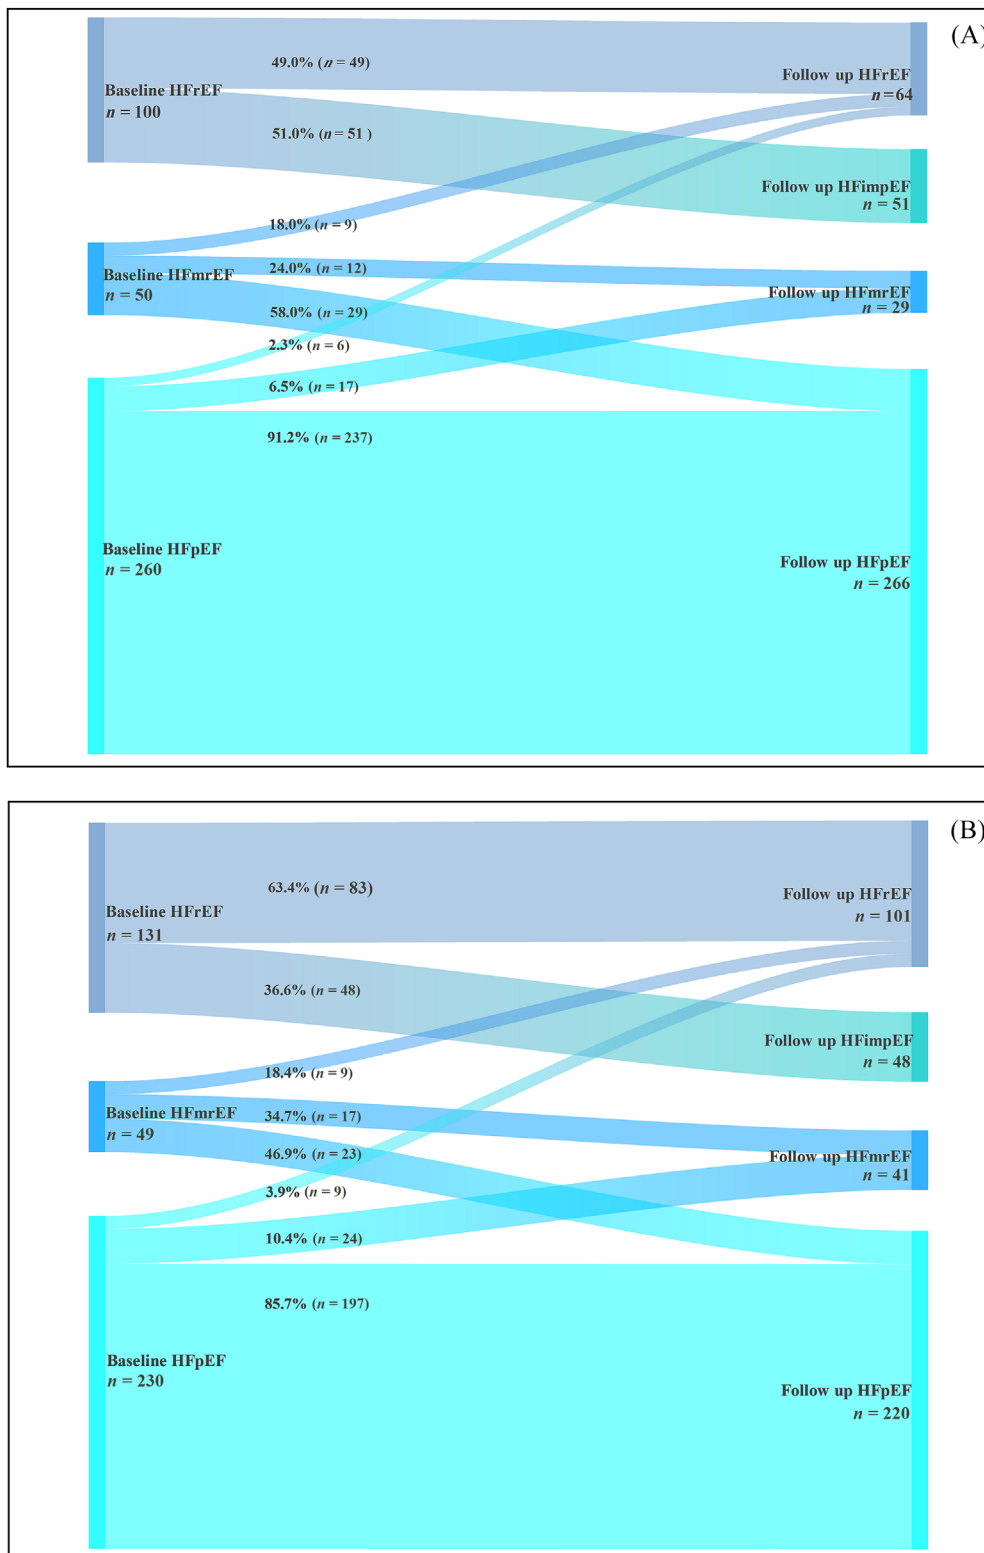 (A)
49.0% (n = 49)
Baseline HFrEF
n = 100
Follow up HFrEF
n=64
51.0% (n = 51 )
Follow up HFimpEF
n = 51
18.0% (n = 9)
Baseline HFmrEF
n = 50
24.0% (n = 12)
Follow up HFmrEF
n = 29
58.0% (n = 29)
2.3% (n = 6)
6.5% (n = 17)
91.2% (n = 237)
Baseline HFpEF
n = 260
Follow up HFpEF
n = 266
(B)
63.4% (n = 83)
Baseline HFrEF
n = 131
Follow up HFrEF
n = 101
36.6% (n = 48)
Follow up HFimpEF
n = 48
18.4% (n = 9)
Baseline HFmrEF
n = 49
34.7% (n = 17)
Follow up HFmrEF
n = 41
46.9% (n = 23)
3.9% (n = 9)
10.4% (n = 24)
85.7% (n = 197)
Baseline HFpEF
n = 230
Follow up HFpEF
n = 220